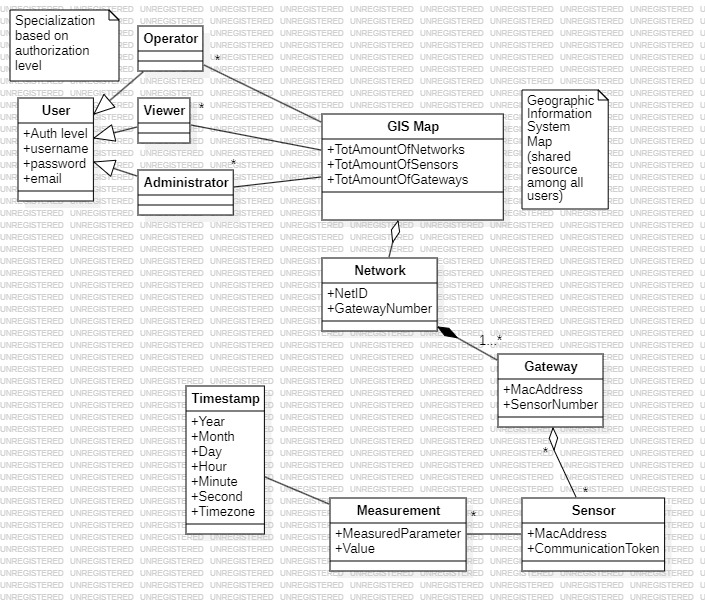 Specialization
based on
authorization
level
Operator
*
User
+Auth level
+username
+password
+email
Viewer
*
Administrator
*
GIS Map
+TotAmountOfNetworks
+TotAmountOfSensors
+TotAmountOfGateways
Geographic
Information
System
Map
(shared
resource
among all
users)
Network
+NetID
+GatewayNumber
1...*
Gateway
+MacAddress
+SensorNumber
*
*
Timestamp
+Year
+Month
+Day
+Hour
+Minute
+Second
+Timezone
Measurement
+MeasuredParameter
+Value
*
Sensor
+MacAddress
+CommunicationToken
UNREGISTERED